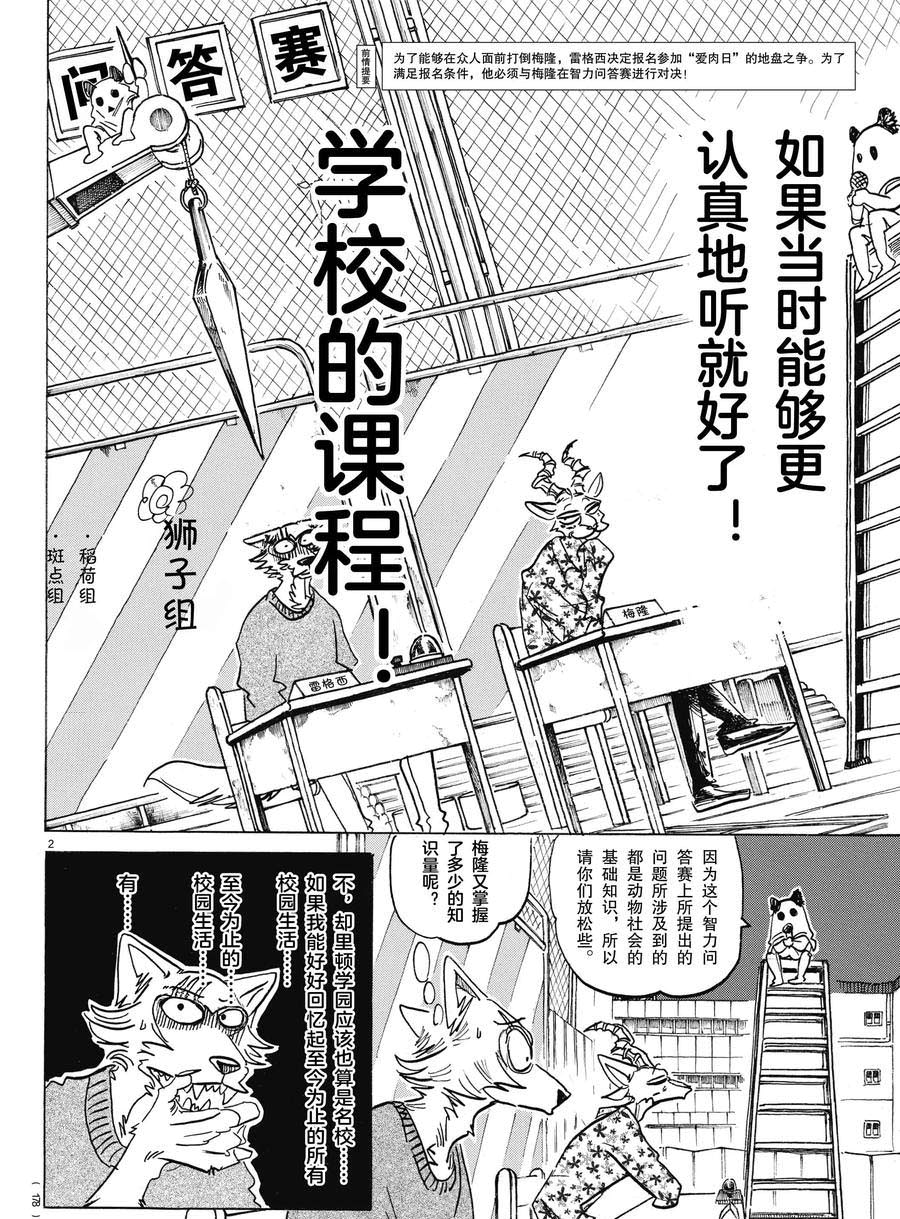 问答赛
前情提要
为了能够在众人面前打倒梅隆，雷格西决定报名参加“爱肉日”的地盘之争。为了
满足报名条件，他必须与梅隆在智力问答赛进行对决！
如果当时能够更
认真地听就好了！
学校的课程！
狮子组
·稻荷组
·斑点组
梅隆
雷格西
2
因为这个智力问
答赛上所提出的
问题所涉及到的
都是动物社会的
基础知识，所以
请你们放松些。
梅隆又掌握
了多少的知
识量呢？
不，却里顿学园应该也算是名校……
如果我能好好回忆起至今为止的所有
校园生活……
至今为止的……
校园生活……
有……
( 178 )